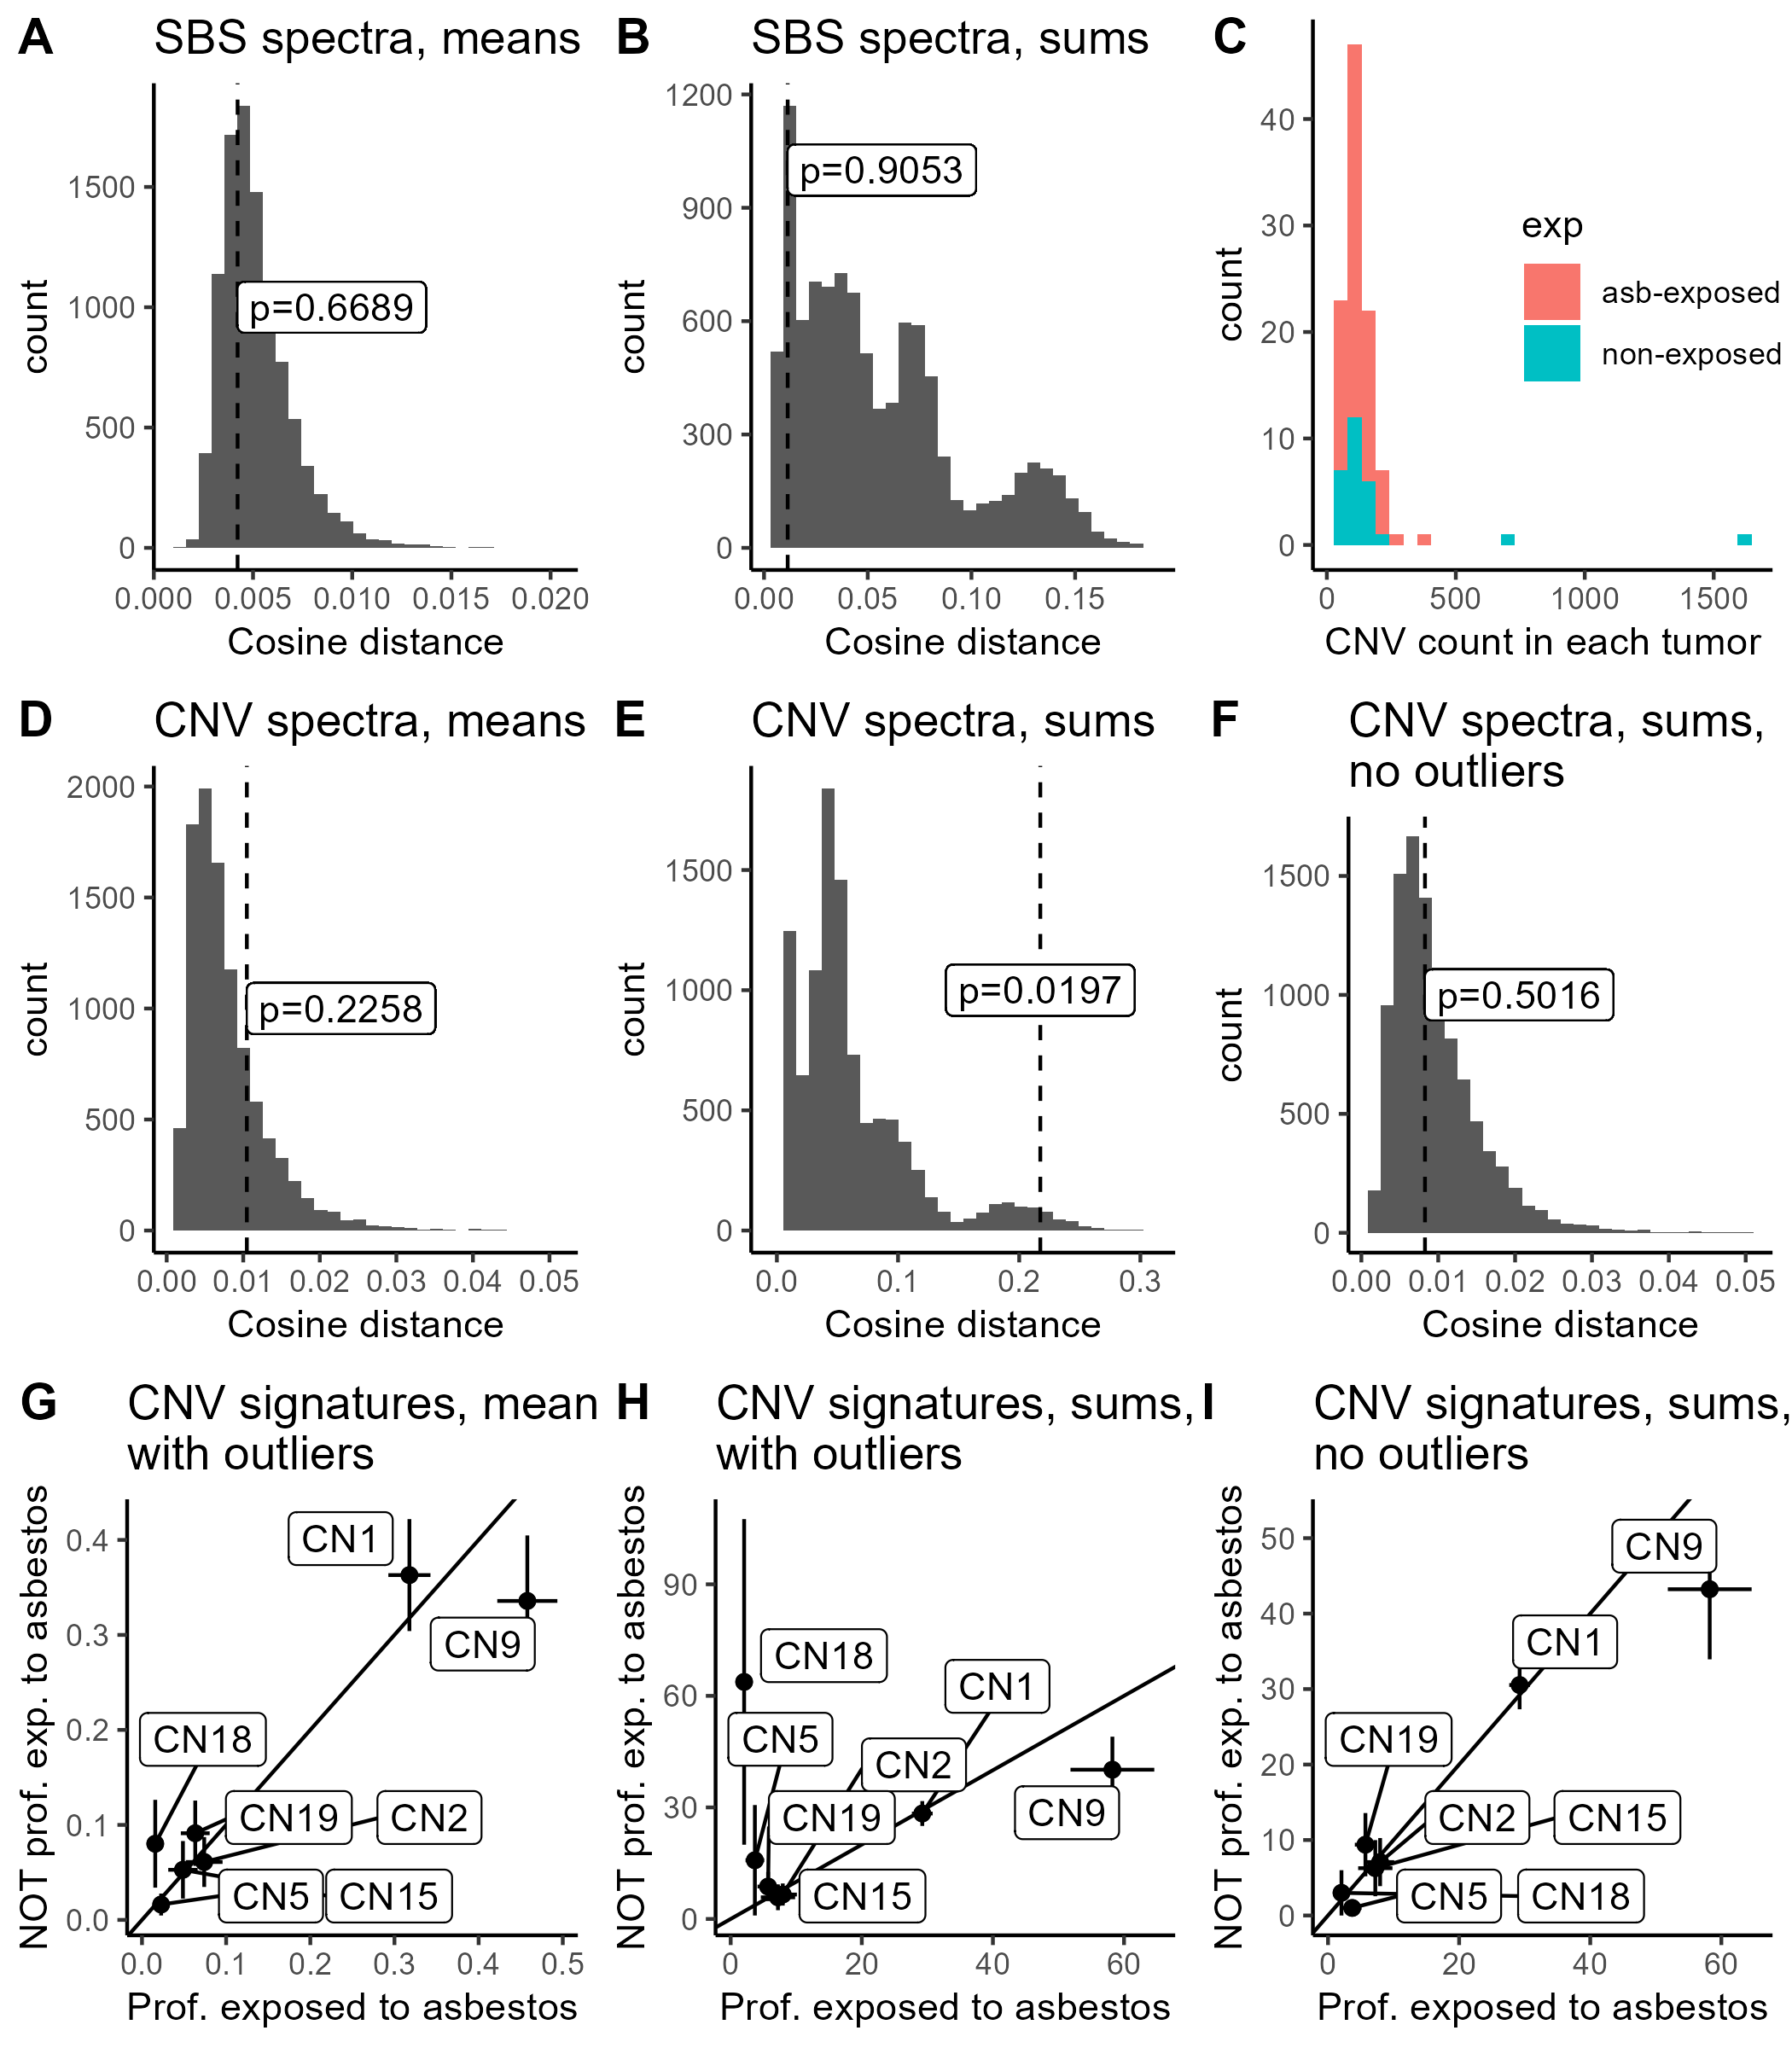 A
SBS spectra, means
1500
1000
500
0
count
p=0.6689
0.000 0.005 0.010 0.015 0.020
Cosine distance
B
SBS spectra, sums
1200
900
600
300
0
count
p=0.9053
0.00 0.05 0.10 0.15
Cosine distance
C
40
30
20
10
0
count
exp
asb-exposed
non-exposed
0 500 1000 1500
CNV count in each tumor
D
CNV spectra, means
2000
1500
1000
500
0
count
p=0.2258
0.00 0.01 0.02 0.03 0.04 0.05
Cosine distance
E
CNV spectra, sums
1500
1000
500
0
count
p=0.0197
0.0 0.1 0.2 0.3
Cosine distance
F
CNV spectra, sums,
no outliers
1500
1000
500
0
count
p=0.5016
0.00 0.01 0.02 0.03 0.04 0.05
Cosine distance
G
CNV signatures, mean
with outliers
NOT prof. exp. to asbestos
0.4
0.3
0.2
0.1
0.0
CN1
CN9
CN18
CN19
CN2
CN5
CN15
0.0 0.1 0.2 0.3 0.4 0.5
Prof. exposed to asbestos
H
CNV signatures, sums,
with outliers
NOT prof. exp. to asbestos
90
60
30
0
CN18
CN1
CN5
CN2
CN19
CN9
CN15
0 20 40 60
Prof. exposed to asbestos
I
CNV signatures, sums,
no outliers
NOT prof. exp. to asbestos
50
40
30
20
10
0
CN9
CN1
CN19
CN2
CN15
CN5
CN18
0 20 40 60
Prof. exposed to asbestos